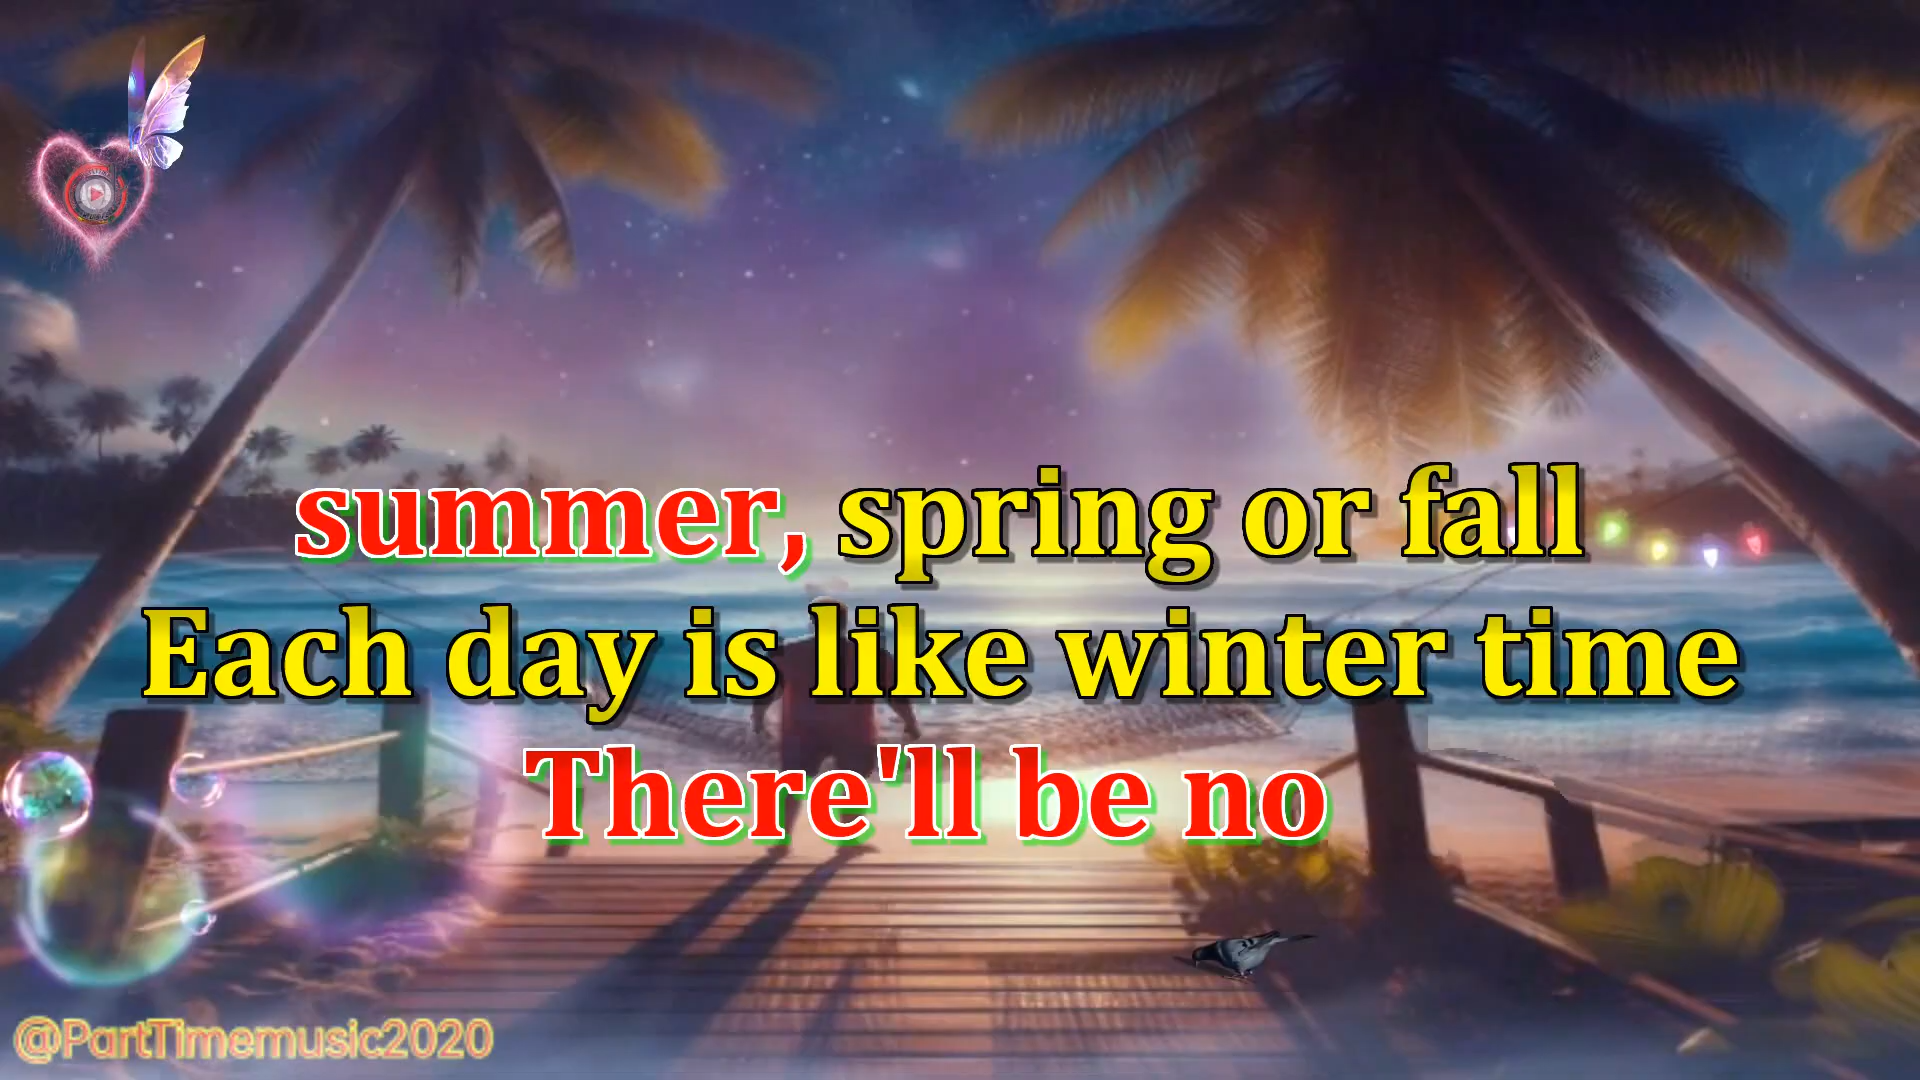 summer, spring or fall
Each day is like winter time
There'll be no
@PartTimemusic2020